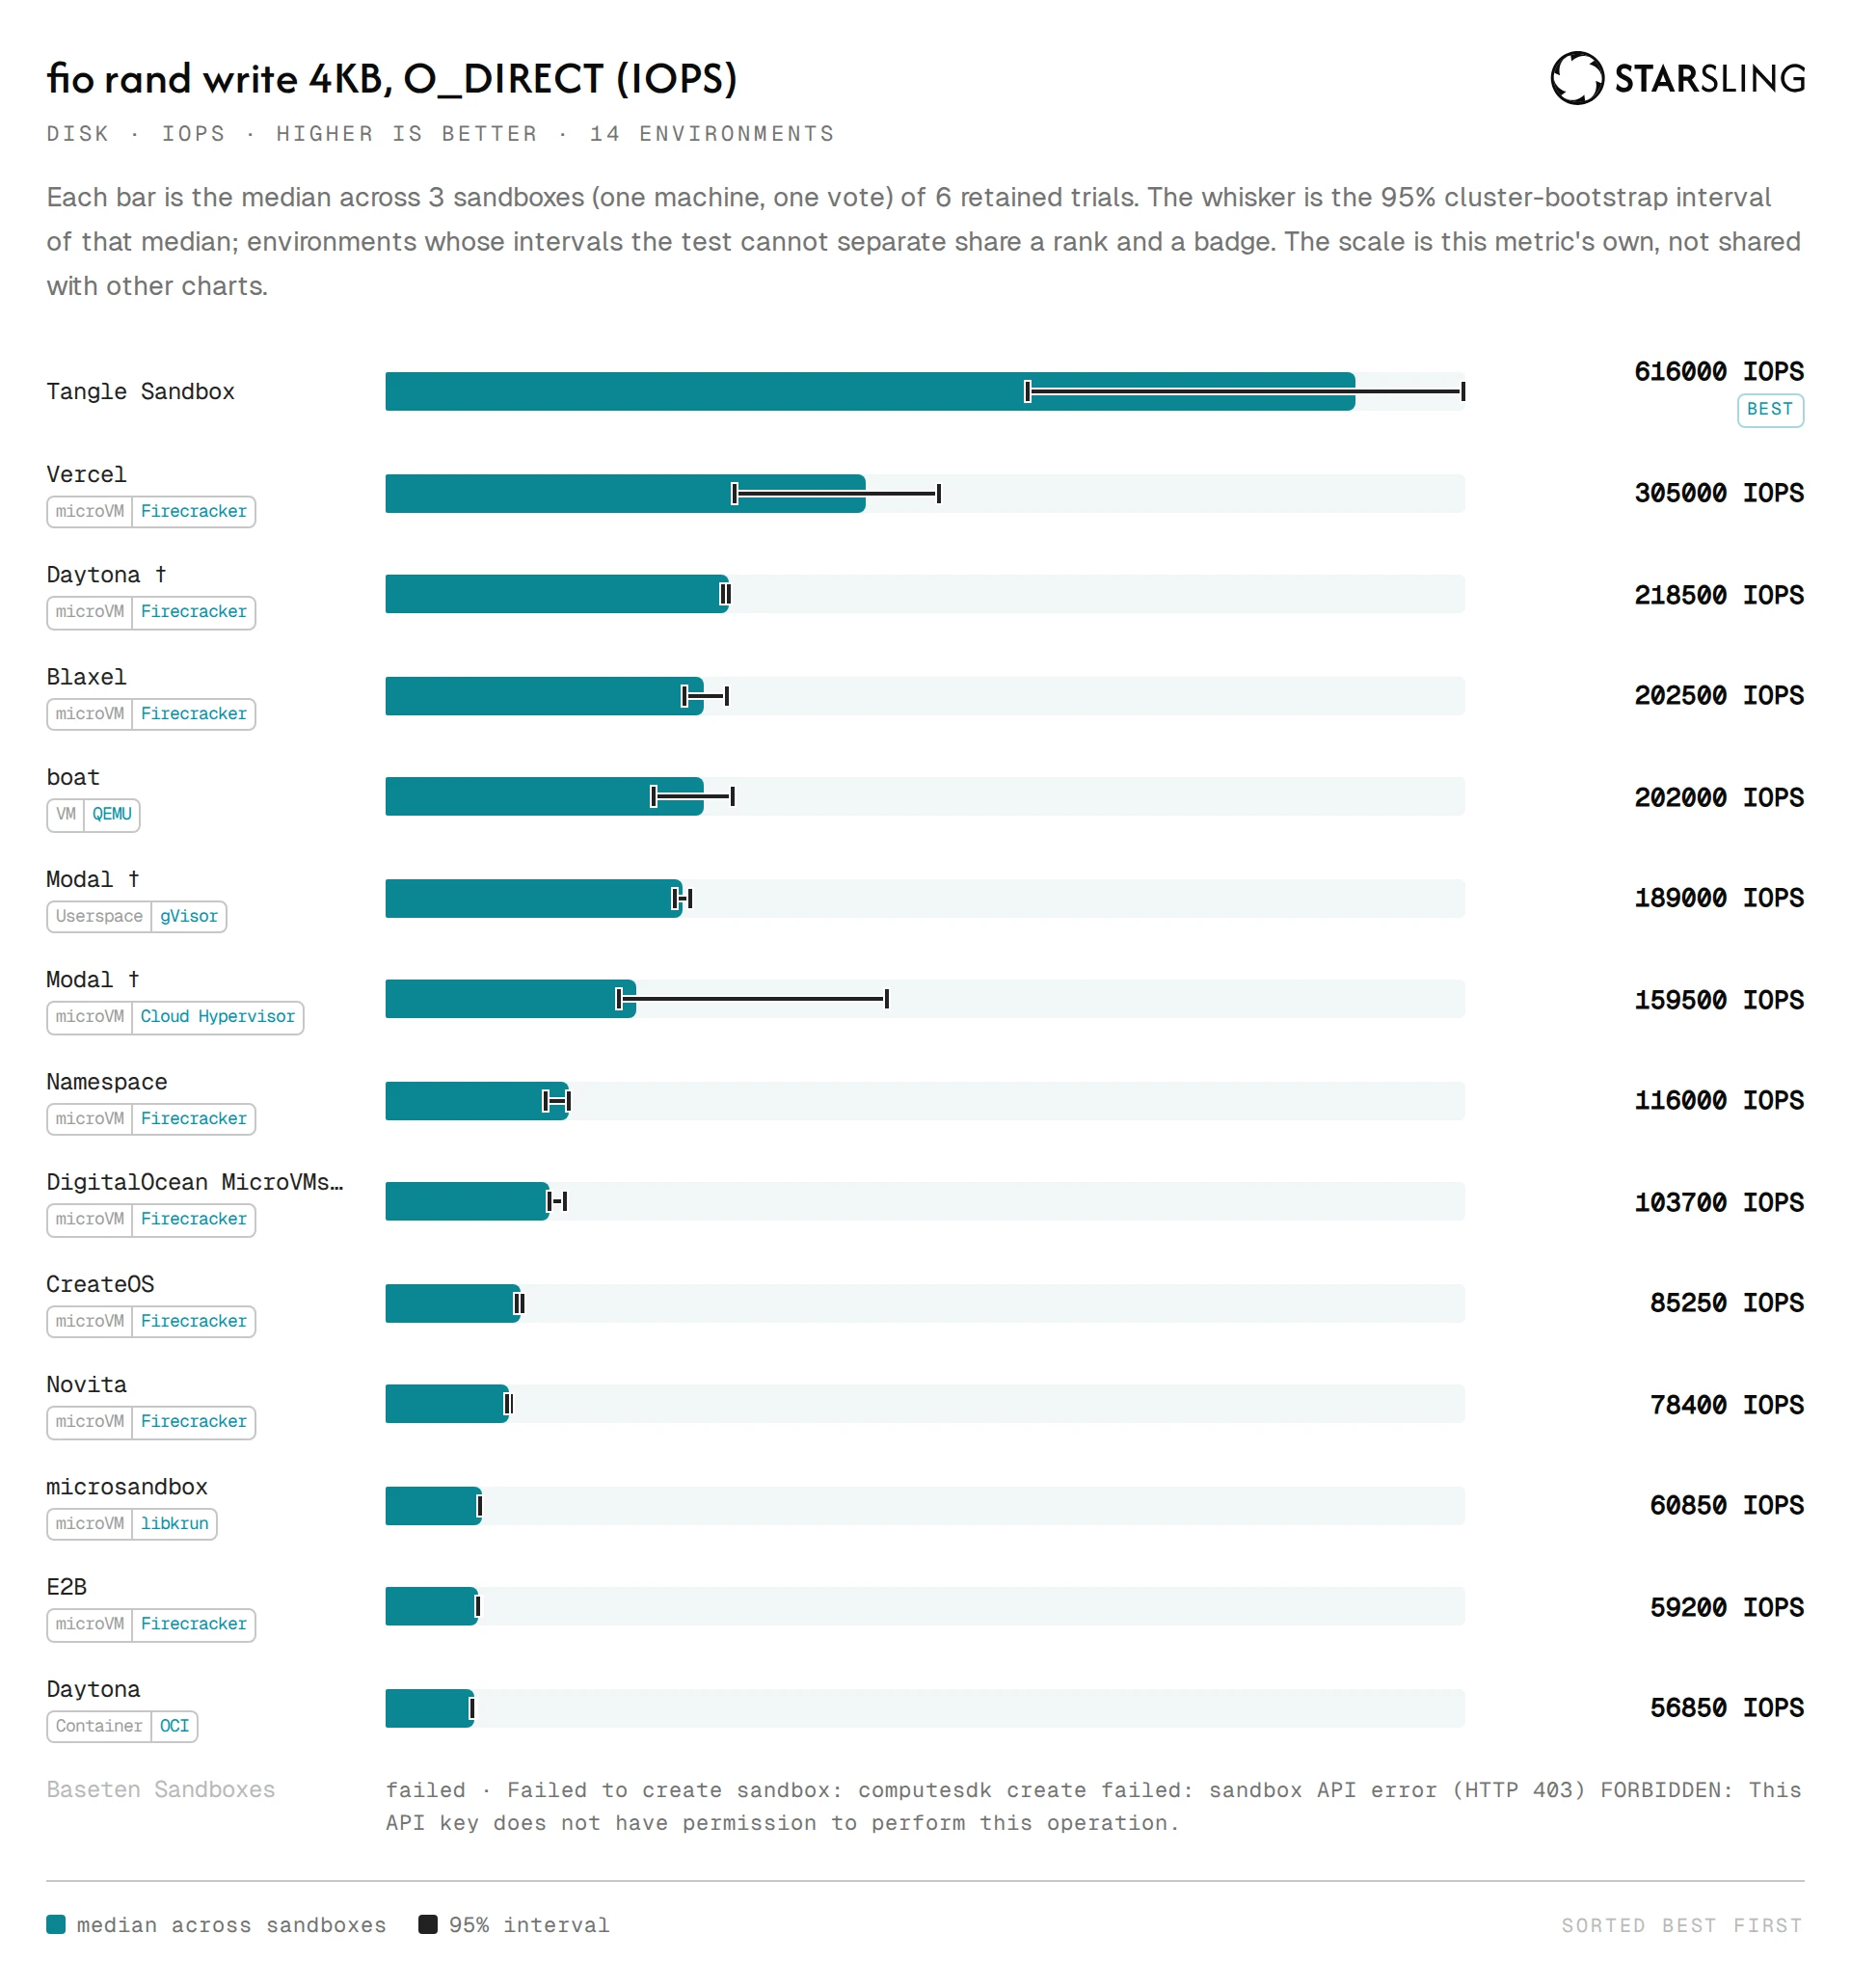 fio rand write 4KB, O_DIRECT (IOPS)
STARSLING
DISK · IOPS · HIGHER IS BETTER · 14 ENVIRONMENTS
Each bar is the median across 3 sandboxes (one machine, one vote) of 6 retained trials. The whisker is the 95% cluster-bootstrap interval
of that median; environments whose intervals the test cannot separate share a rank and a badge. The scale is this metric's own, not shared
with other charts.
Tangle Sandbox
616000 IOPS
BEST
Vercel
microVM Firecracker
305000 IOPS
Daytona †
microVM Firecracker
218500 IOPS
Blaxel
microVM Firecracker
202500 IOPS
boat
VM QEMU
202000 IOPS
Modal †
Userspace gVisor
189000 IOPS
Modal †
microVM Cloud Hypervisor
159500 IOPS
Namespace
microVM Firecracker
116000 IOPS
DigitalOcean MicroVMs…
microVM Firecracker
103700 IOPS
CreateOS
microVM Firecracker
85250 IOPS
Novita
microVM Firecracker
78400 IOPS
microsandbox
microVM libkrun
60850 IOPS
E2B
microVM Firecracker
59200 IOPS
Daytona
Container OCI
56850 IOPS
Baseten Sandboxes
failed · Failed to create sandbox: computesdk create failed: sandbox API error (HTTP 403) FORBIDDEN: This
API key does not have permission to perform this operation.
median across sandboxes
95% interval
SORTED BEST FIRST